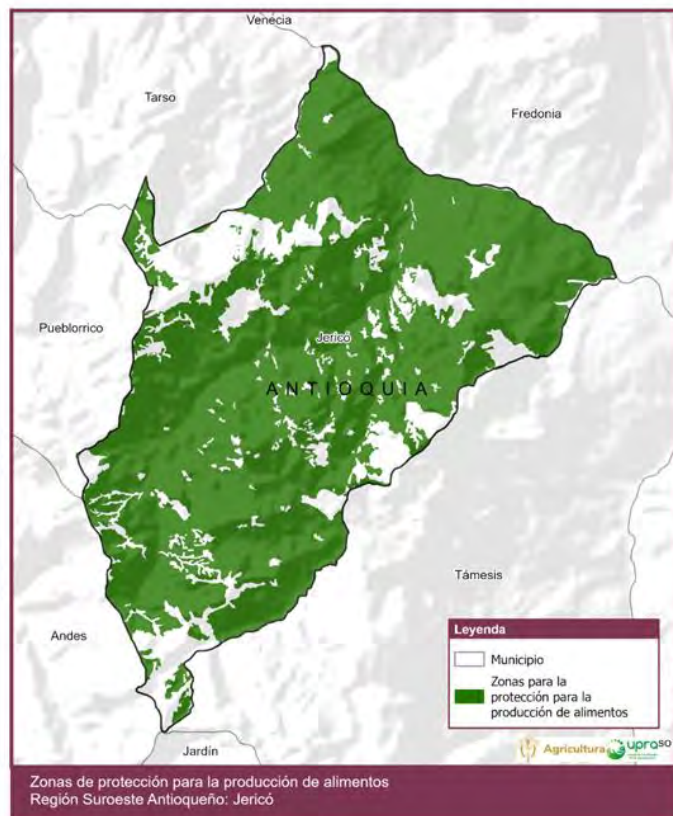 Venecia
Tarso
Fredonia
Pueblorrico
Jericó
ANTIOQUIA
Támesis
Andes
Jardín
Leyenda
Municipio
Zonas para la
protección para la
producción de alimentos
Agricultura upra SO
Zonas de protección para la producción de alimentos
Región Suroeste Antioqueño: Jericó